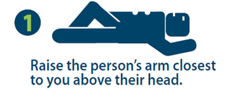 1
Raise the person's arm closest
to you above their head.